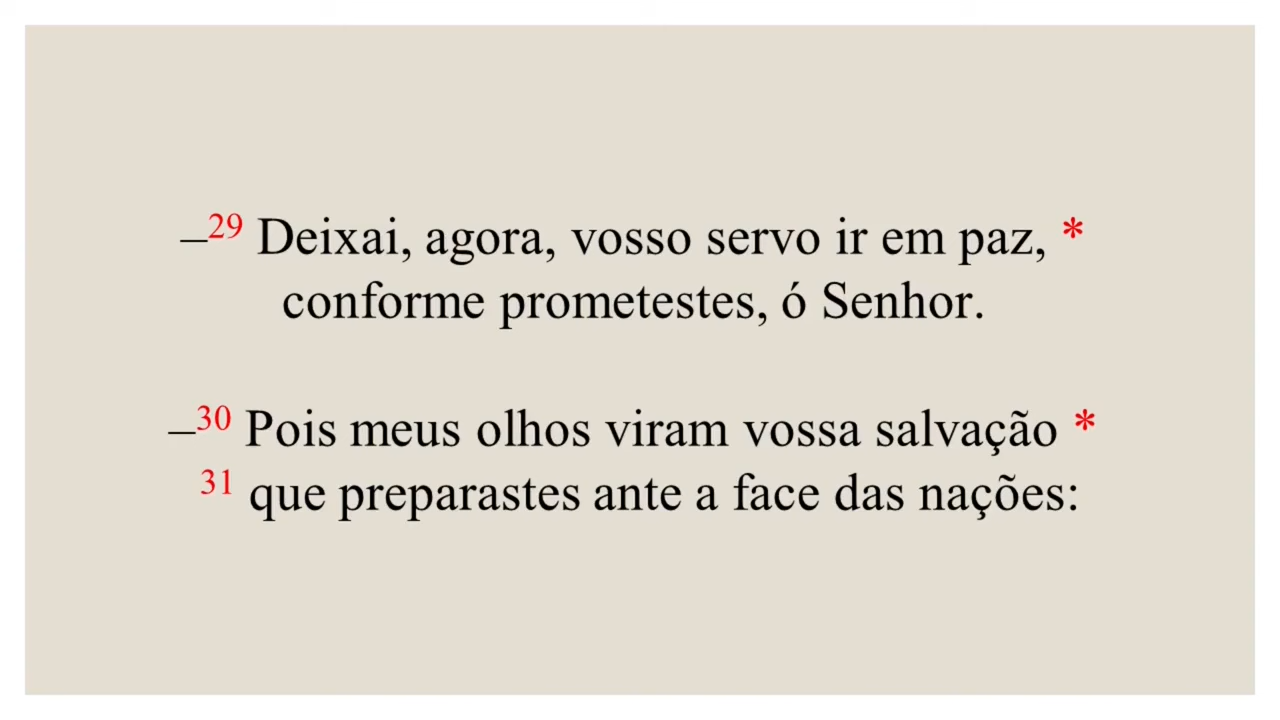 –29 Deixai, agora, vosso servo ir em paz, *
conforme prometestes, ó Senhor.
–30 Pois meus olhos viram vossa salvação *
31 que preparastes ante a face das nações: